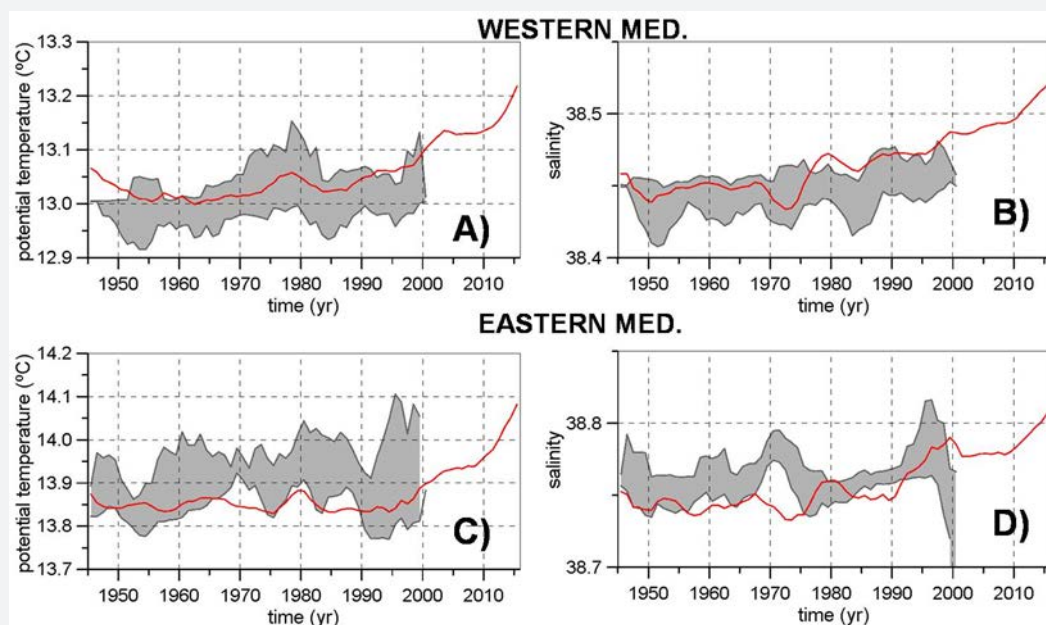 WESTERN MED.
potential temperature (ºC)
13.3
13.2
13.1
13.0
12.9
A)
1950 1960 1970 1980 1990 2000 2010
time (yr)
salinity
38.5
38.4
B)
1950 1960 1970 1980 1990 2000 2010
time (yr)
EASTERN MED.
potential temperature (ºC)
14.2
14.1
14.0
13.9
13.8
13.7
C)
1950 1960 1970 1980 1990 2000 2010
time (yr)
salinity
38.8
38.7
D)
1950 1960 1970 1980 1990 2000 2010
time (yr)